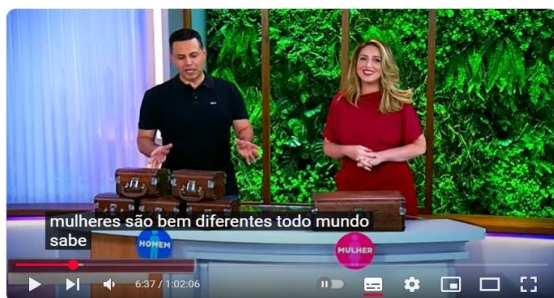 mulheres são bem diferentes todo mundo
sabe
HOMEM
MULHER
6:37 / 1:02:06